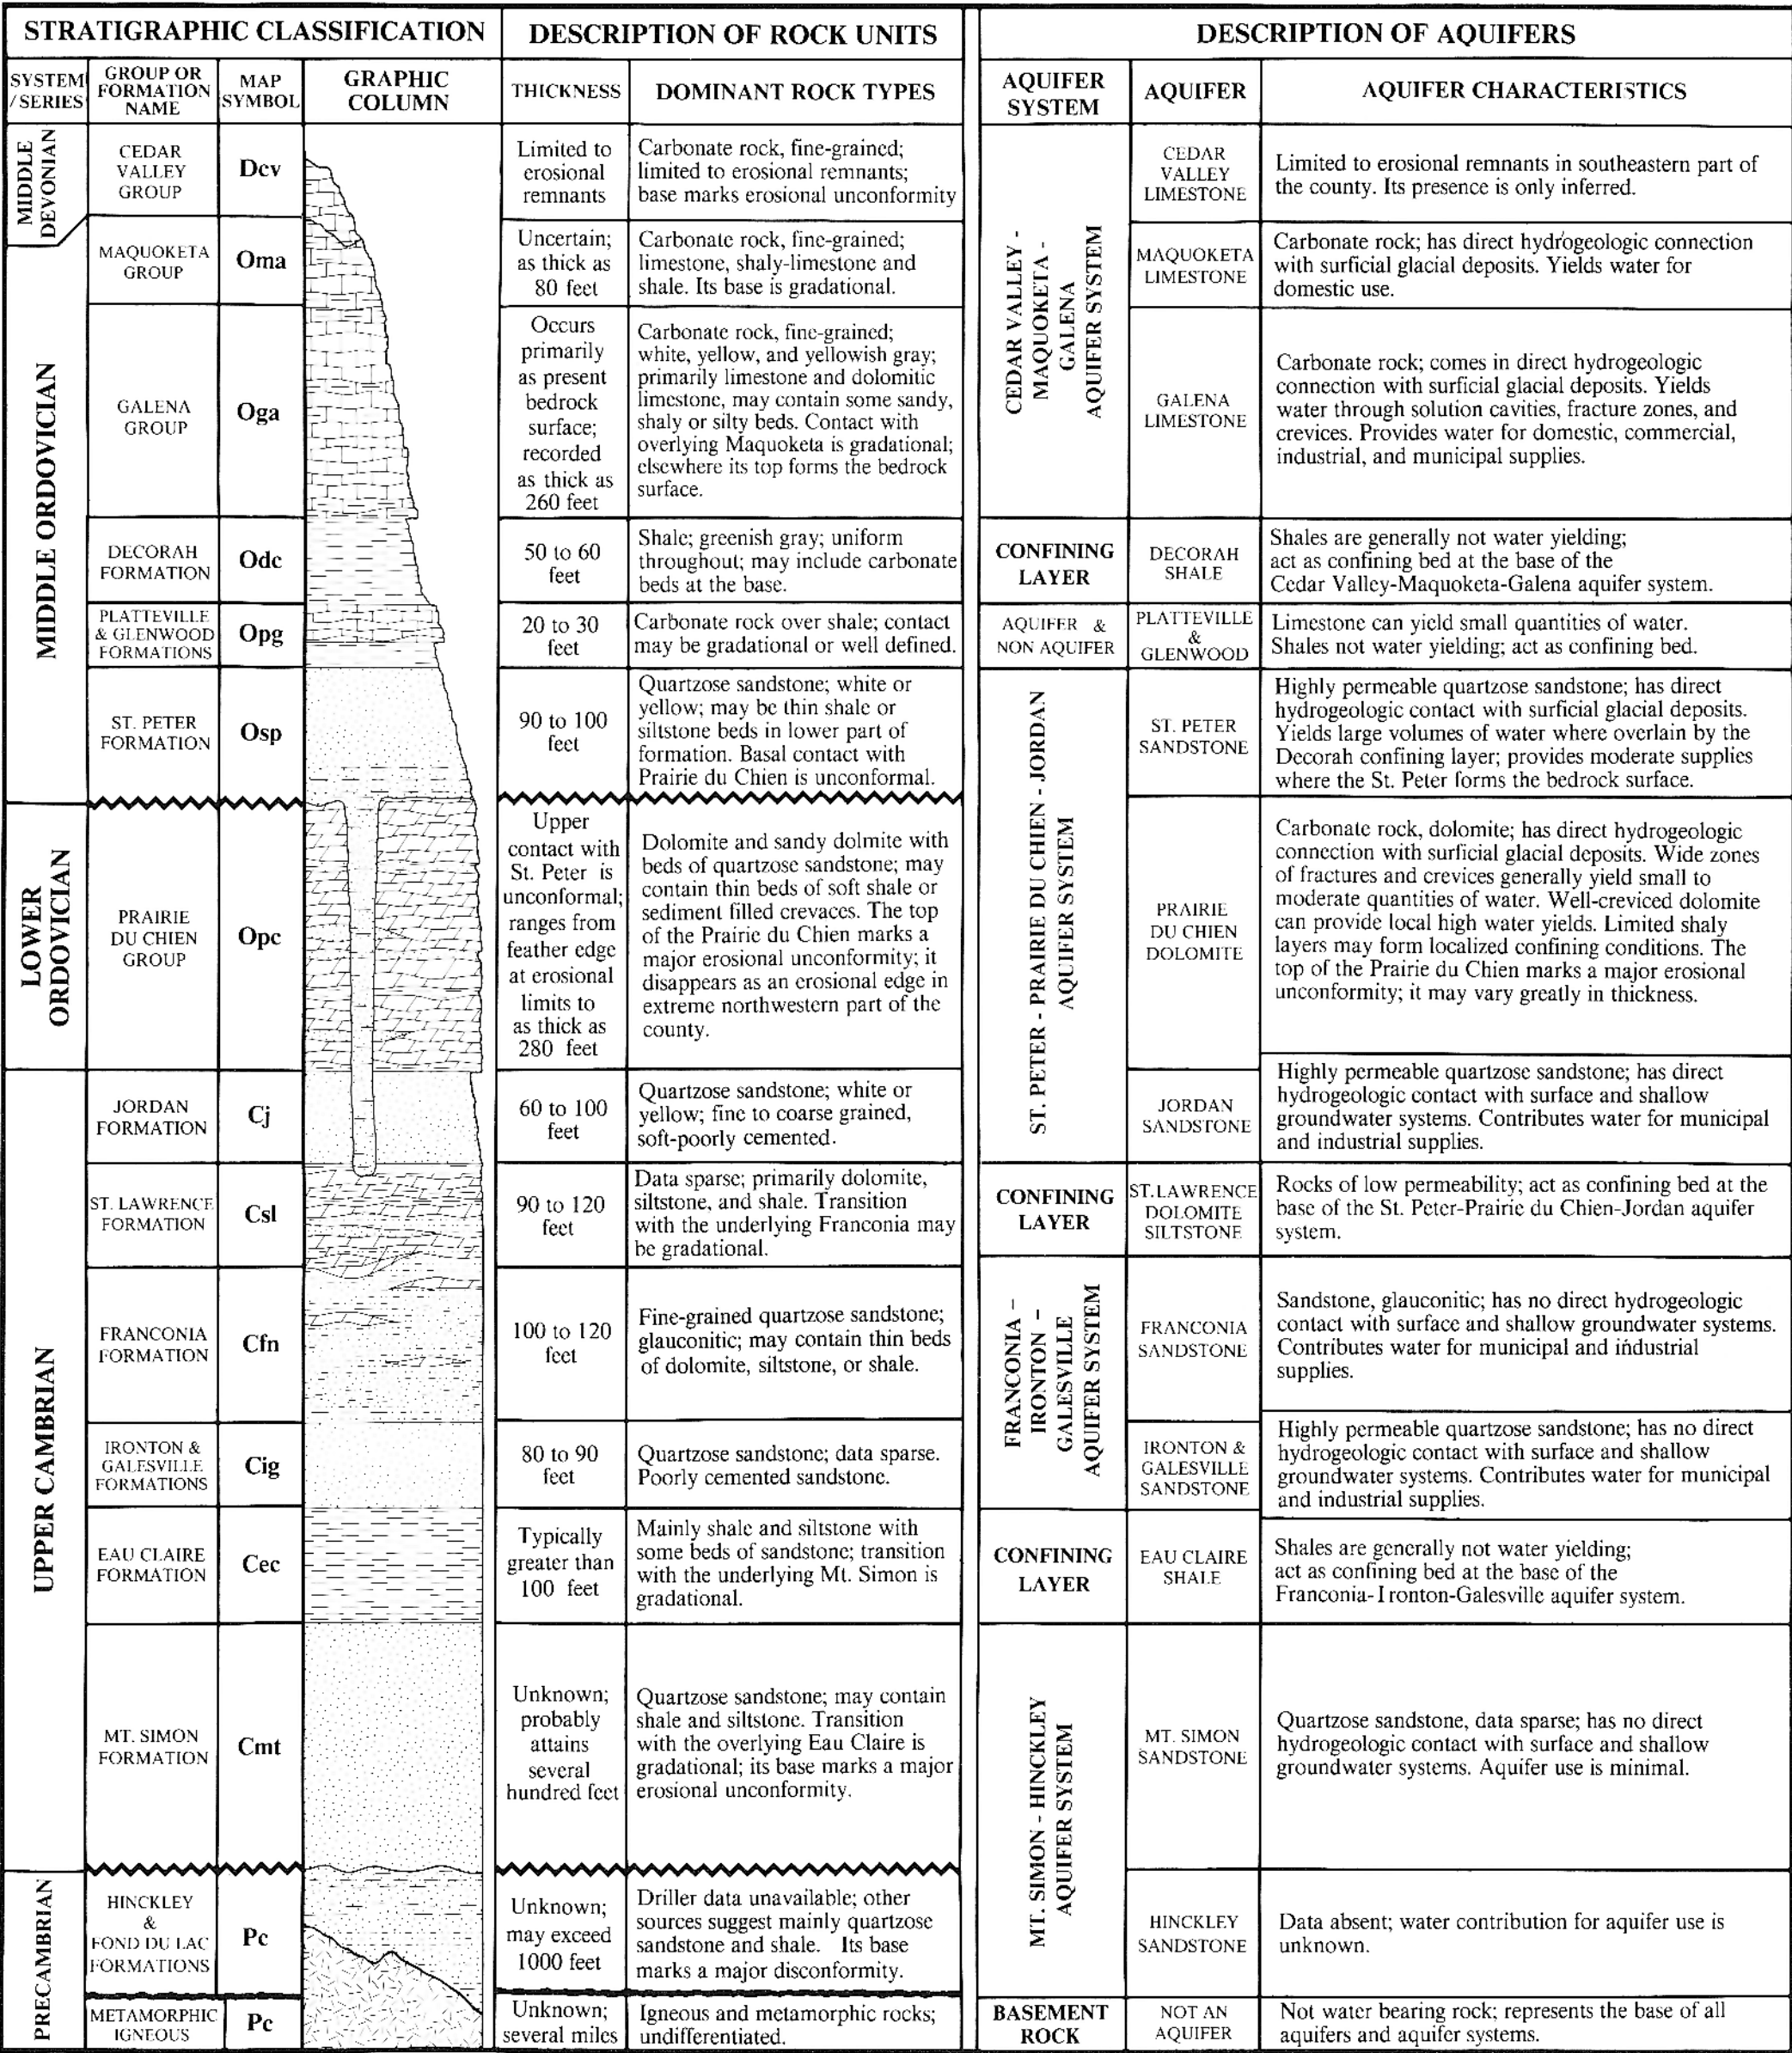 STRATIGRAPHIC CLASSIFICATION
DESCRIPTION OF ROCK UNITS
DESCRIPTION OF AQUIFERS
SYSTEM
/SERIES
GROUP OR
FORMATION
NAME
MAP
SYMBOL
GRAPHIC
COLUMN
THICKNESS
DOMINANT ROCK TYPES
AQUIFER
SYSTEM
AQUIFER
AQUIFER CHARACTERISTICS
MIDDLE
DEVONIAN
CEDAR
VALLEY
GROUP
Dcv
Limited to
erosional
remnants
Carbonate rock, fine-grained;
limited to erosional remnants;
base marks erosional unconformity
CEDAR VALLEY -
MAQUOKETA -
GALENA
AQUIFER SYSTEM
CEDAR
VALLEY
LIMESTONE
Limited to erosional remnants in southeastern part of
the county. Its presence is only inferred.
MIDDLE ORDOVICIAN
MAQUOKETA
GROUP
Oma
Uncertain;
as thick as
80 feet
Carbonate rock, fine-grained;
limestone, shaly-limestone and
shale. Its base is gradational.
MAQUOKETA
LIMESTONE
Carbonate rock; has direct hydrogeologic connection
with surficial glacial deposits. Yields water for
domestic use.
GALENA
GROUP
Oga
Occurs
primarily
as present
bedrock
surface;
recorded
as thick as
260 feet
Carbonate rock, fine-grained;
white, yellow, and yellowish gray;
primarily limestone and dolomitic
limestone, may contain some sandy,
shaly or silty beds. Contact with
overlying Maquoketa is gradational;
elsewhere its top forms the bedrock
surface.
GALENA
LIMESTONE
Carbonate rock; comes in direct hydrogeologic
connection with surficial glacial deposits. Yields
water through solution cavities, fracture zones, and
crevices. Provides water for domestic, commercial,
industrial, and municipal supplies.
DECORAH
FORMATION
Odc
50 to 60
feet
Shale; greenish gray; uniform
throughout; may include carbonate
beds at the base.
CONFINING
LAYER
DECORAH
SHALE
Shales are generally not water yielding;
act as confining bed at the base of the
Cedar Valley-Maquoketa-Galena aquifer system.
PLATTEVILLE
& GLENWOOD
FORMATIONS
Opg
20 to 30
feet
Carbonate rock over shale; contact
may be gradational or well defined.
AQUIFER &
NON AQUIFER
PLATTEVILLE
&
GLENWOOD
Limestone can yield small quantities of water.
Shales not water yielding; act as confining bed.
ST. PETER
FORMATION
Osp
90 to 100
feet
Quartzose sandstone; white or
yellow; may be thin shale or
siltstone beds in lower part of
formation. Basal contact with
Prairie du Chien is unconformal.
ST. PETER - PRAIRIE DU CHIEN - JORDAN
AQUIFER SYSTEM
ST. PETER
SANDSTONE
Highly permeable quartzose sandstone; has direct
hydrogeologic contact with surficial glacial deposits.
Yields large volumes of water where overlain by the
Decorah confining layer; provides moderate supplies
where the St. Peter forms the bedrock surface.
LOWER
ORDOVICIAN
PRAIRIE
DU CHIEN
GROUP
Opc
Upper
contact with
St. Peter is
unconformal;
ranges from
feather edge
at erosional
limits to
as thick as
280 feet
Dolomite and sandy dolmite with
beds of quartzose sandstone; may
contain thin beds of soft shale or
sediment filled crevaces. The top
of the Prairie du Chien marks a
major erosional unconformity; it
disappears as an erosional edge in
extreme northwestern part of the
county.
PRAIRIE
DU CHIEN
DOLOMITE
Carbonate rock, dolomite; has direct hydrogeologic
connection with surficial glacial deposits. Wide zones
of fractures and crevices generally yield small to
moderate quantities of water. Well-creviced dolomite
can provide local high water yields. Limited shaly
layers may form localized confining conditions. The
top of the Prairie du Chien marks a major erosional
unconformity; it may vary greatly in thickness.
UPPER CAMBRIAN
JORDAN
FORMATION
Cj
60 to 100
feet
Quartzose sandstone; white or
yellow; fine to coarse grained,
soft-poorly cemented.
JORDAN
SANDSTONE
Highly permeable quartzose sandstone; has direct
hydrogeologic contact with surface and shallow
groundwater systems. Contributes water for municipal
and industrial supplies.
ST. LAWRENCE
FORMATION
Csl
90 to 120
feet
Data sparse; primarily dolomite,
siltstone, and shale. Transition
with the underlying Franconia may
be gradational.
CONFINING
LAYER
ST. LAWRENCE
DOLOMITE
SILTSTONE
Rocks of low permeability; act as confining bed at the
base of the St. Peter-Prairie du Chien-Jordan aquifer
system.
FRANCONIA
FORMATION
Cfn
100 to 120
feet
Fine-grained quartzose sandstone;
glauconitic; may contain thin beds
of dolomite, siltstone, or shale.
FRANCONIA –
IRONTON –
GALESVILLE
AQUIFER SYSTEM
FRANCONIA
SANDSTONE
Sandstone, glauconitic; has no direct hydrogeologic
contact with surface and shallow groundwater systems.
Contributes water for municipal and industrial
supplies.
IRONTON &
GALESVILLE
FORMATIONS
Cig
80 to 90
feet
Quartzose sandstone; data sparse.
Poorly cemented sandstone.
IRONTON &
GALESVILLE
SANDSTONE
Highly permeable quartzose sandstone; has no direct
hydrogeologic contact with surface and shallow
groundwater systems. Contributes water for municipal
and industrial supplies.
EAU CLAIRE
FORMATION
Cec
Typically
greater than
100 feet
Mainly shale and siltstone with
some beds of sandstone; transition
with the underlying Mt. Simon is
gradational.
CONFINING
LAYER
EAU CLAIRE
SHALE
Shales are generally not water yielding;
act as confining bed at the base of the
Franconia-Ironton-Galesville aquifer system.
MT. SIMON
FORMATION
Cmt
Unknown;
probably
attains
several
hundred feet
Quartzose sandstone; may contain
shale and siltstone. Transition
with the overlying Eau Claire is
gradational; its base marks a major
erosional unconformity.
MT. SIMON - HINCKLEY
AQUIFER SYSTEM
MT. SIMON
SANDSTONE
Quartzose sandstone, data sparse; has no direct
hydrogeologic contact with surface and shallow
groundwater systems. Aquifer use is minimal.
PRECAMBRIAN
HINCKLEY
&
FOND DU LAC
FORMATIONS
Pc
Unknown;
may exceed
1000 feet
Driller data unavailable; other
sources suggest mainly quartzose
sandstone and shale. Its base
marks a major disconformity.
HINCKLEY
SANDSTONE
Data absent; water contribution for aquifer use is
unknown.
METAMORPHIC
IGNEOUS
Pc
Unknown;
several miles
Igneous and metamorphic rocks;
undifferentiated.
BASEMENT
ROCK
NOT AN
AQUIFER
Not water bearing rock; represents the base of all
aquifers and aquifer systems.